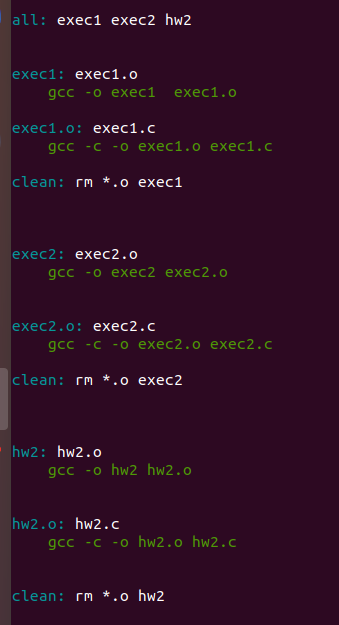 all: exec1 exec2 hw2
exec1: exec1.o
gcc -o exec1  exec1.o
exec1.o: exec1.c
gcc -c -o exec1.o exec1.c
clean: rm *.o exec1
exec2: exec2.o
gcc -o exec2 exec2.o
exec2.o: exec2.c
gcc -c -o exec2.o exec2.c
clean: rm *.o exec2
hw2: hw2.o
gcc -o hw2 hw2.o
hw2.o: hw2.c
gcc -c -o hw2.o hw2.c
clean: rm *.o hw2